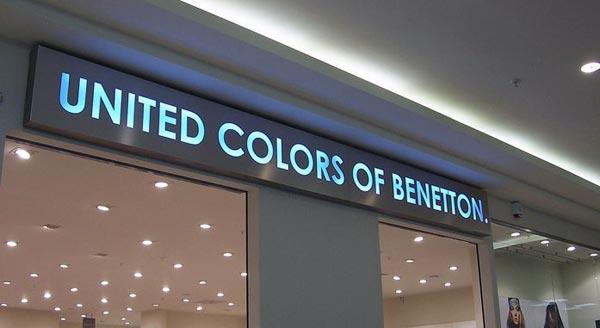 UNITED COLORS OF BENETTON.